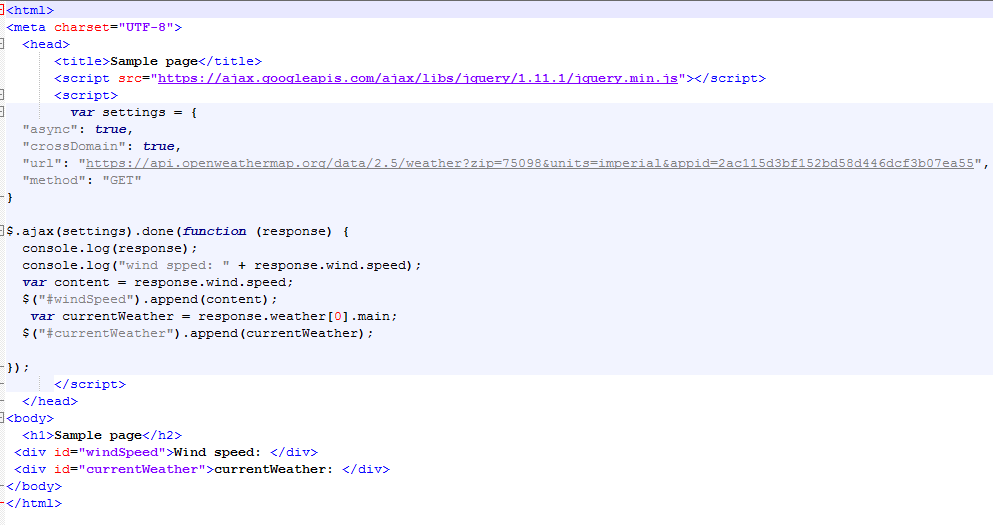 <html>
<meta charset="UTF-8">
<head>
<title>Sample page</title>
<script src="https://ajax.googleapis.com/ajax/libs/jquery/1.11.1/jquery.min.js"></script>
<script>
var settings = {
"async": true,
"crossDomain": true,
"url": "https://api.openweathermap.org/data/2.5/weather?zip=75098&units=imperial&appid=2ac115d3bf152bd58d446dcf3b07ea55",
"method": "GET"
}
$.ajax(settings).done(function (response) {
console.log(response);
console.log("wind spped: " + response.wind.speed);
var content = response.wind.speed;
$("#windSpeed").append(content);
var currentWeather = response.weather[0].main;
$("#currentWeather").append(currentWeather);
});
</script>
</head>
<body>
<h1>Sample page</h2>
<div id="windSpeed">Wind speed: </div>
<div id="currentWeather">currentWeather: </div>
</body>
</html>